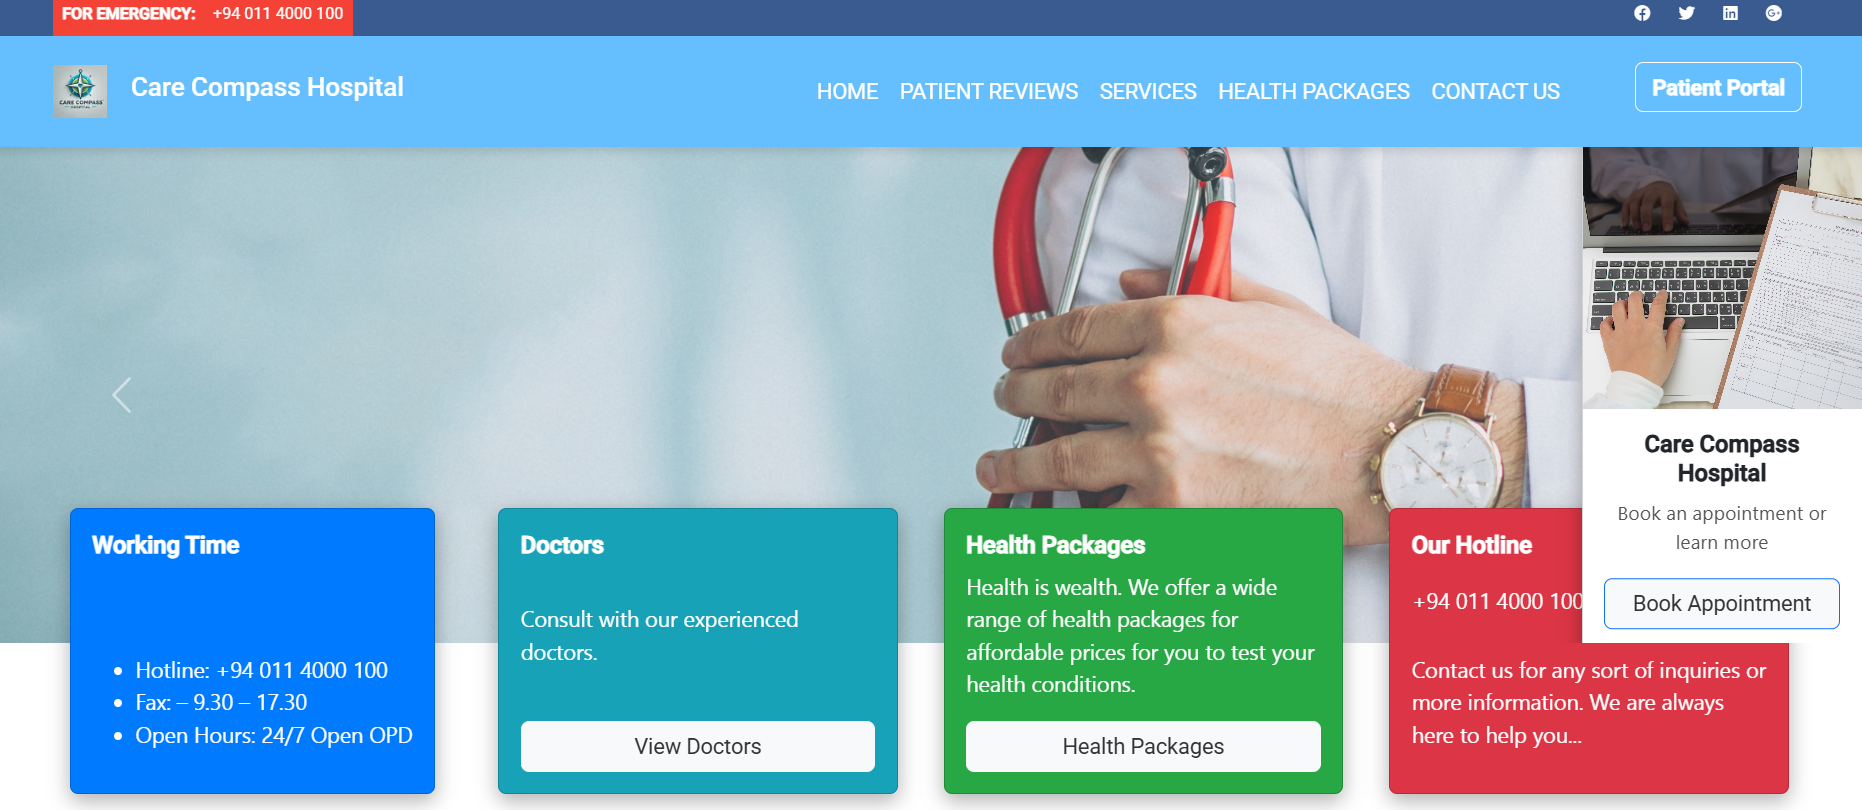 FOR EMERGENCY: +94 011 4000 100
CARE COMPASS
HOSPITAL
Care Compass Hospital
HOME PATIENT REVIEWS SERVICES HEALTH PACKAGES CONTACT US
Patient Portal
Care Compass
Hospital
Book an appointment or
learn more
Book Appointment
Working Time
Hotline: +94 011 4000 100
Fax: – 9.30 – 17.30
Open Hours: 24/7 Open OPD
Doctors
Consult with our experienced
doctors.
View Doctors
Health Packages
Health is wealth. We offer a wide
range of health packages for
affordable prices for you to test your
health conditions.
Health Packages
Our Hotline
+94 011 4000 100
Contact us for any sort of inquiries or
more information. We are always
here to help you...